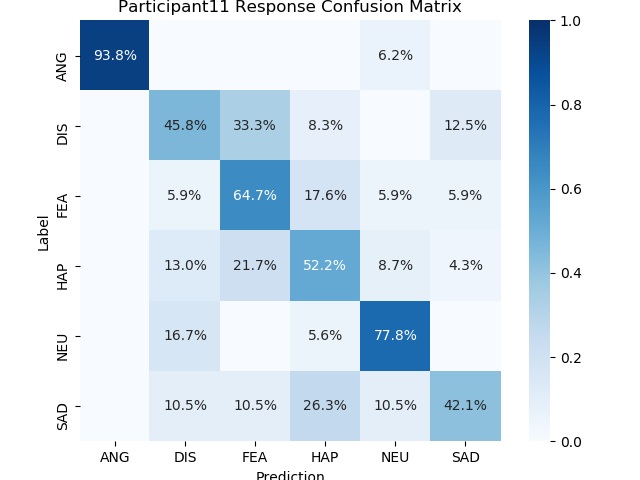 Participant11 Response Confusion Matrix
ANG 93.8% 6.2%
DIS 45.8% 33.3% 8.3% 12.5%
FEA 5.9% 64.7% 17.6% 5.9% 5.9%
HAP 13.0% 21.7% 52.2% 8.7% 4.3%
NEU 16.7% 5.6% 77.8%
SAD 10.5% 10.5% 26.3% 10.5% 42.1%
ANG DIS FEA HAP NEU SAD
Prediction
Label
1.0
0.8
0.6
0.4
0.2
0.0